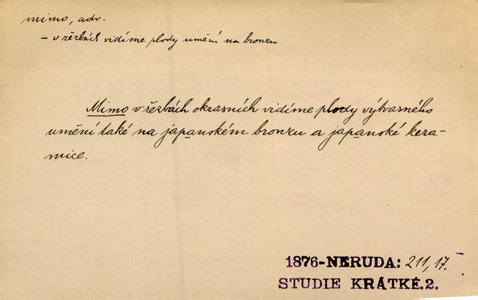 mimo, adv.
– v řezbách vidíme plody umění na bronzu
Mimo v řezbách okrasních vidíme plody výtvarného
umění také na japanském bronzu a japanské kera-
mice.
1876-NERUDA: 211,17.
STUDIE KRÁTKÉ.2.